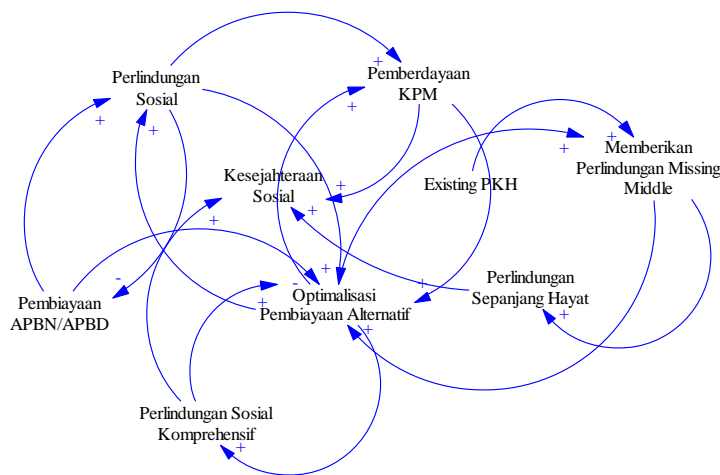 Perlindungan
Sosial
Pemberdayaan
KPM
Memberikan
Perlindungan Missing
Middle
Kesejahteraan
Sosial
Existing PKH
Pembiayaan
APBN/APBD
Optimalisasi
Pembiayaan Alternatif
Perlindungan
Sepanjang Hayat
Perlindungan Sosial
Komprehensif
+
+
+
+
+
+
+
+
+
+
-
-
+
+
+
+
+
+